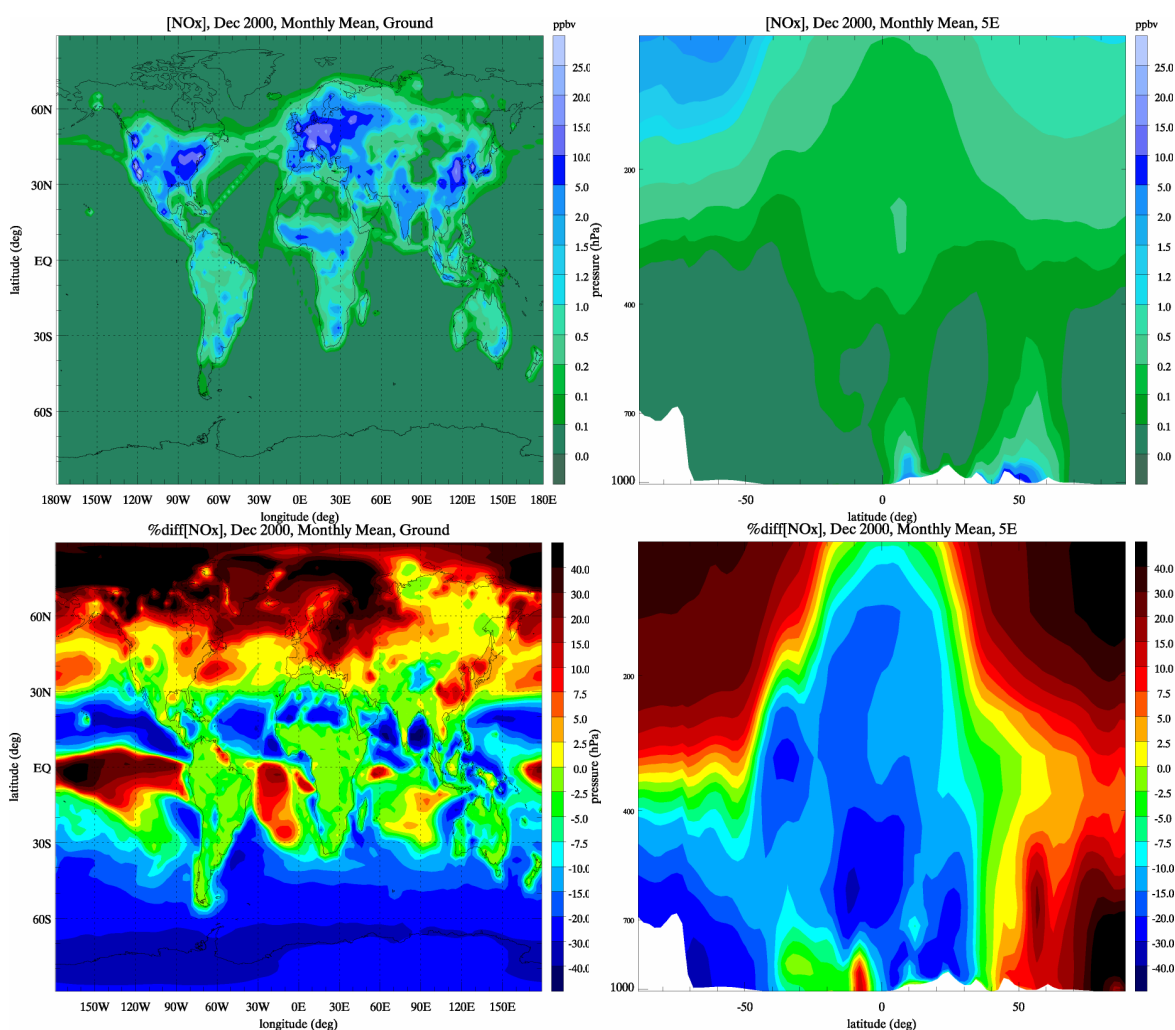 [NOx], Dec 2000, Monthly Mean, Ground
ppbv
25.0
20.0
15.0
10.0
5.0
2.0
1.5
1.2
1.0
0.5
0.2
0.1
0.1
0.0
60N
30N
EQ
30S
60S
latitude (deg)
180W 150W 120W 90W 60W 30W 0E 30E 60E 90E 120E 150E 180E
longitude (deg)
[NOx], Dec 2000, Monthly Mean, 5E
ppbv
25.0
20.0
15.0
10.0
5.0
2.0
1.5
1.2
1.0
0.5
0.2
0.1
0.1
0.0
200
400
700
1000
pressure (hPa)
-50 0 50
latitude (deg)
%diff[NOx], Dec 2000, Monthly Mean, Ground
40.0
30.0
20.0
15.0
10.0
7.5
5.0
2.5
0.0
-2.5
-5.0
-7.5
-10.0
-15.0
-20.0
-30.0
-40.0
60N
30N
EQ
30S
60S
latitude (deg)
150W 120W 90W 60W 30W 0E 30E 60E 90E 120E 150E
longitude (deg)
%diff[NOx], Dec 2000, Monthly Mean, 5E
40.0
30.0
20.0
15.0
10.0
7.5
5.0
2.5
0.0
-2.5
-5.0
-7.5
-10.0
-15.0
-20.0
-30.0
-40.0
200
400
700
1000
pressure (hPa)
-50 0 50
latitude (deg)